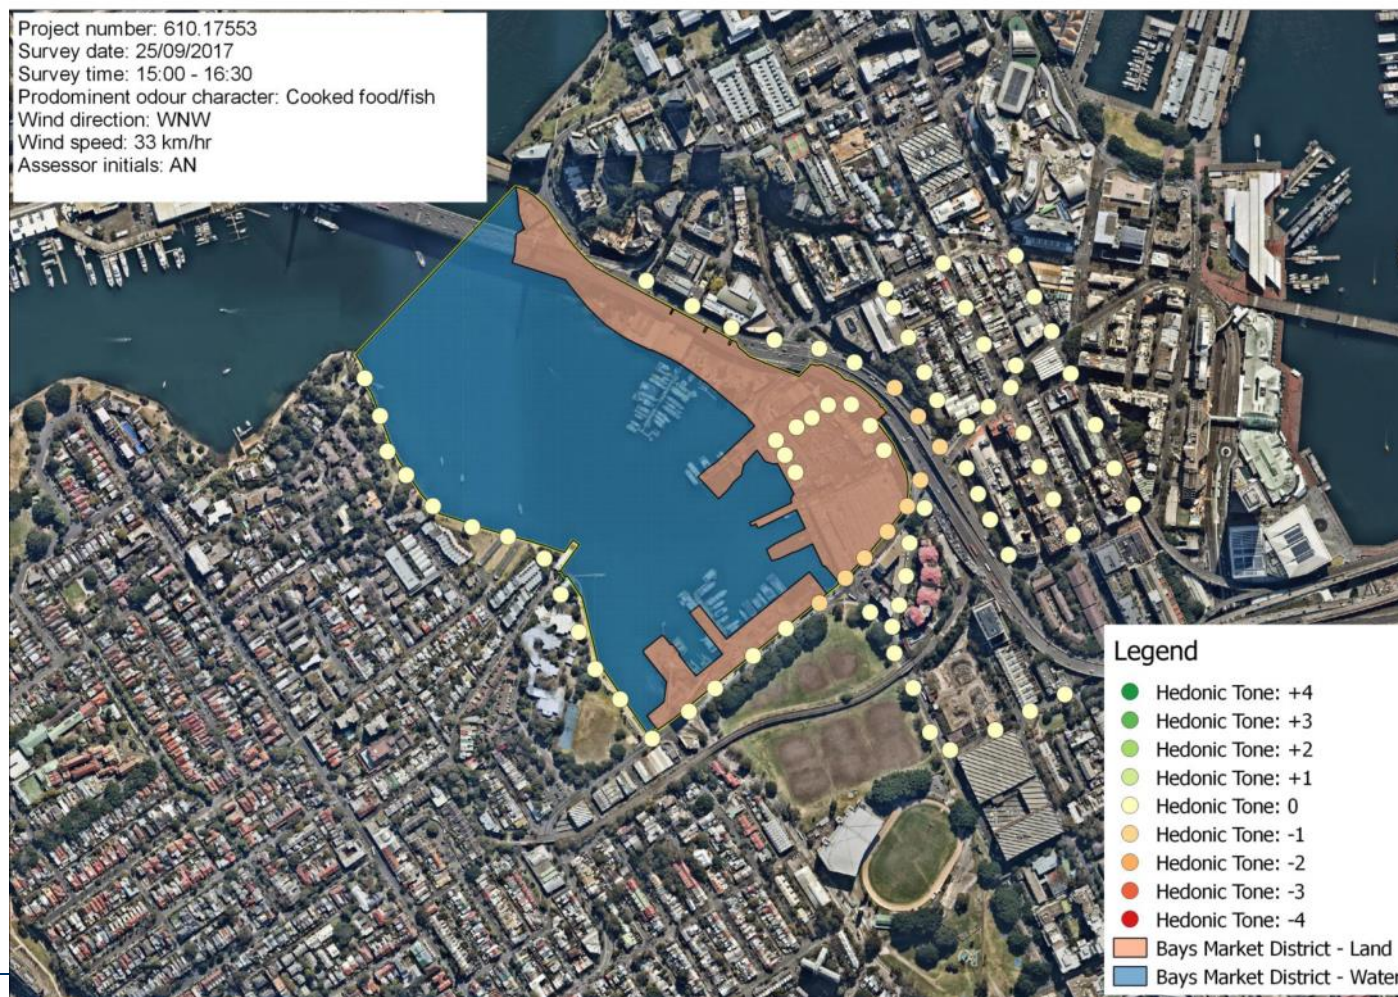 Project number: 610.17553
Survey date: 25/09/2017
Survey time: 15:00 - 16:30
Prodominent odour character: Cooked food/fish
Wind direction: WNW
Wind speed: 33 km/hr
Assessor initials: AN
Legend
Hedonic Tone: +4
Hedonic Tone: +3
Hedonic Tone: +2
Hedonic Tone: +1
Hedonic Tone: 0
Hedonic Tone: -1
Hedonic Tone: -2
Hedonic Tone: -3
Hedonic Tone: -4
Bays Market District - Land
Bays Market District - Water